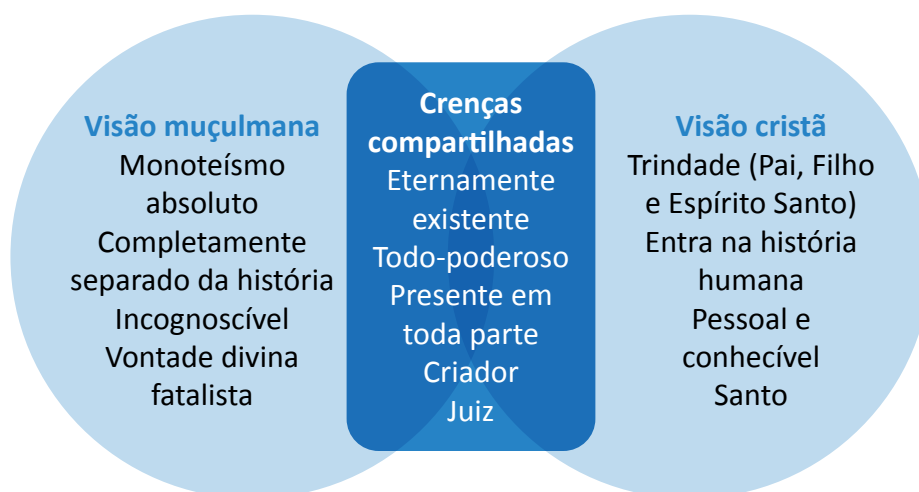 Visão muçulmana
Monoteísmo
absoluto
Completamente
separado da história
Incognoscível
Vontade divina
fatalista
Crenças
compartilhadas
Eternamente
existente
Todo-poderoso
Presente em
toda parte
Criador
Juiz
Visão cristã
Trindade (Pai, Filho
e Espírito Santo)
Entra na história
humana
Pessoal e
conhecível
Santo